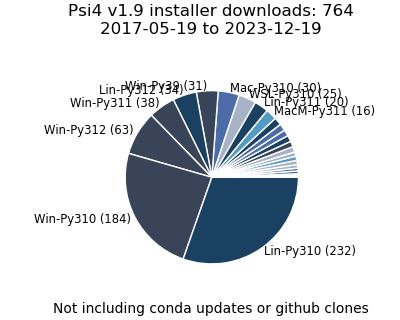 Psi4 v1.9 installer downloads: 764
2017-05-19 to 2023-12-19
Win-Py39 (31)
Mac-Py310 (30)
Lin-Py312 (34)
WSL-Py310 (25)
Win-Py311 (38)
Lin-Py311 (20)
MacM-Py311 (16)
Win-Py312 (63)
Win-Py310 (184)
Lin-Py310 (232)
Not including conda updates or github clones